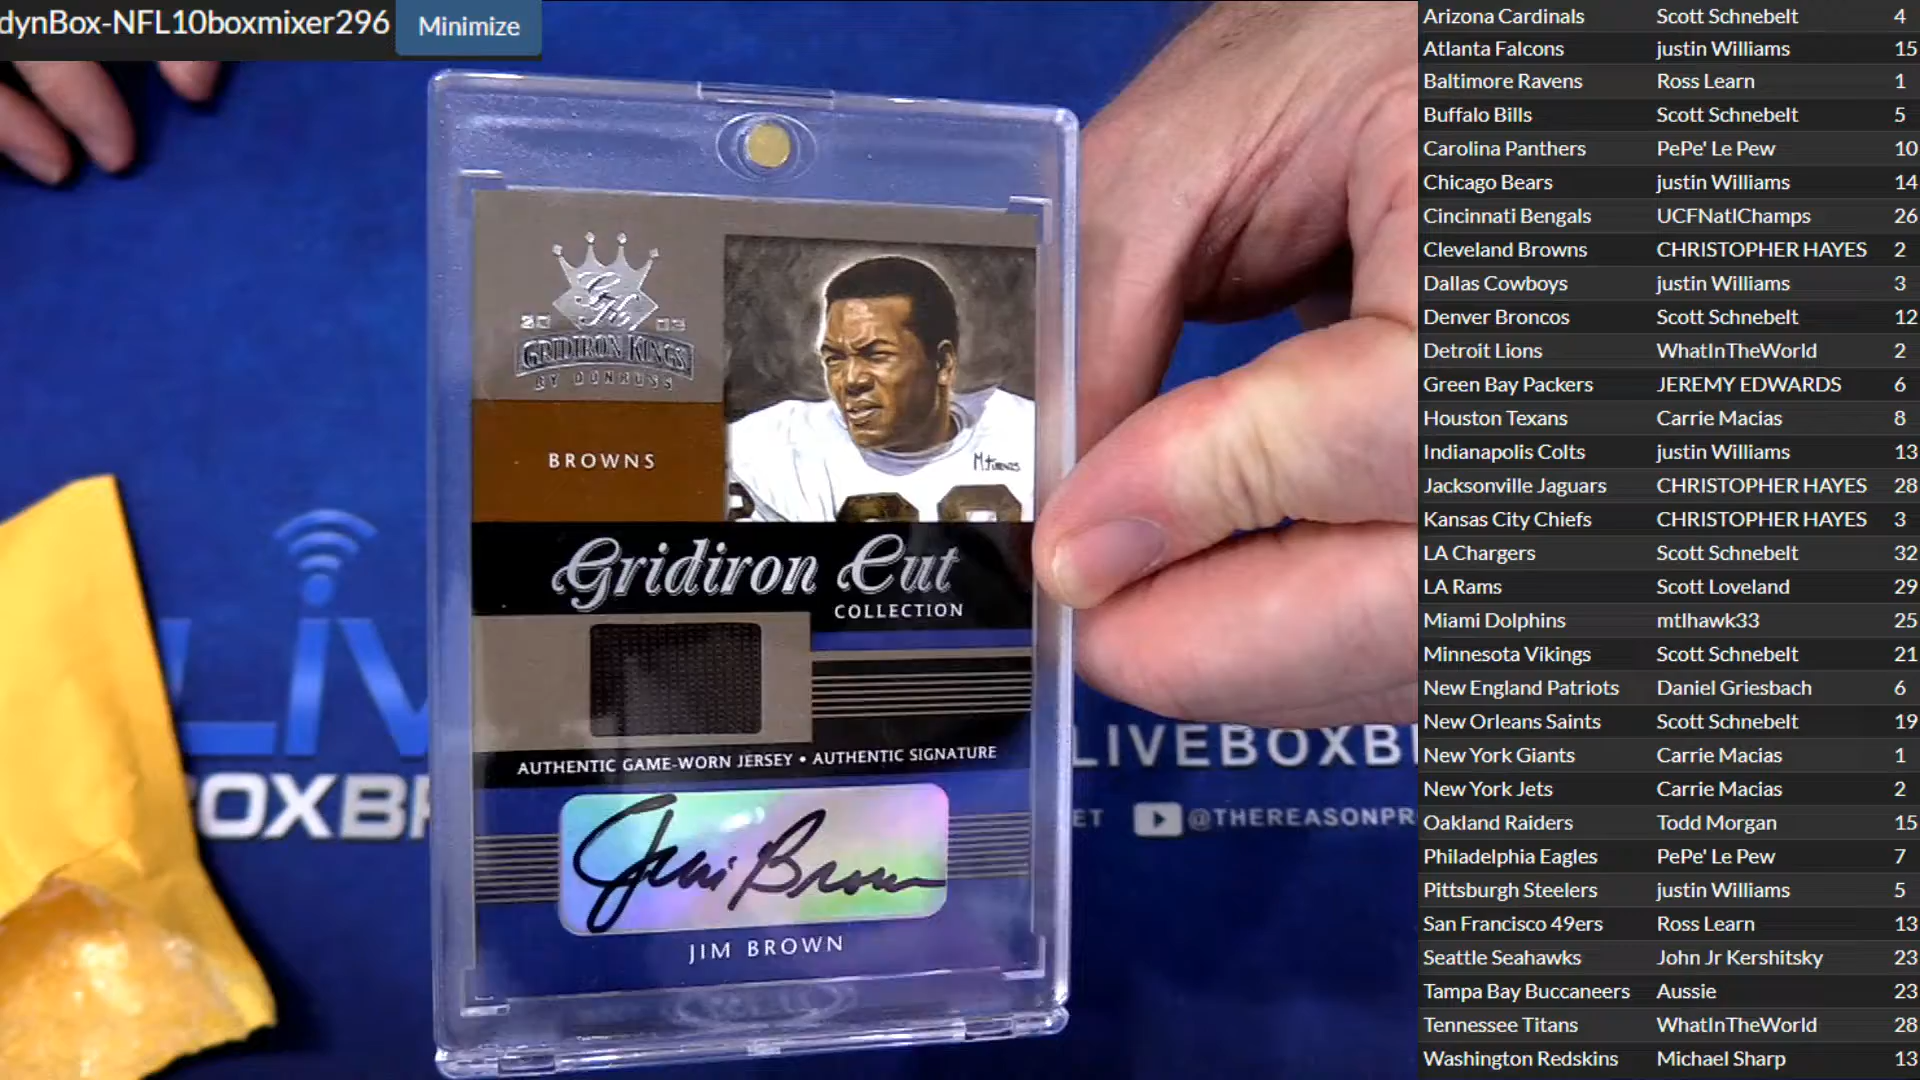 dynBox-NFL10boxmixer296
Minimize
20 03
GRIDIRON KINGS
BY DONRUSS
BROWNS
Gridiron Cut
COLLECTION
AUTHENTIC GAME-WORN JERSEY • AUTHENTIC SIGNATURE
Jim Brown
JIM BROWN
LIV
OXB
LIVEBOXB
ET
@THEREASONPR
Arizona Cardinals Scott Schnebelt 4
Atlanta Falcons justin Williams 15
Baltimore Ravens Ross Learn 1
Buffalo Bills Scott Schnebelt 5
Carolina Panthers PePe' Le Pew 10
Chicago Bears justin Williams 14
Cincinnati Bengals UCFNatlChamps 26
Cleveland Browns CHRISTOPHER HAYES 2
Dallas Cowboys justin Williams 3
Denver Broncos Scott Schnebelt 12
Detroit Lions WhatInTheWorld 2
Green Bay Packers JEREMY EDWARDS 6
Houston Texans Carrie Macias 8
Indianapolis Colts justin Williams 13
Jacksonville Jaguars CHRISTOPHER HAYES 28
Kansas City Chiefs CHRISTOPHER HAYES 3
LA Chargers Scott Schnebelt 32
LA Rams Scott Loveland 29
Miami Dolphins mtlhawk33 25
Minnesota Vikings Scott Schnebelt 21
New England Patriots Daniel Griesbach 6
New Orleans Saints Scott Schnebelt 19
New York Giants Carrie Macias 1
New York Jets Carrie Macias 2
Oakland Raiders Todd Morgan 15
Philadelphia Eagles PePe' Le Pew 7
Pittsburgh Steelers justin Williams 5
San Francisco 49ers Ross Learn 13
Seattle Seahawks John Jr Kershitsky 23
Tampa Bay Buccaneers Aussie 23
Tennessee Titans WhatInTheWorld 28
Washington Redskins Michael Sharp 13